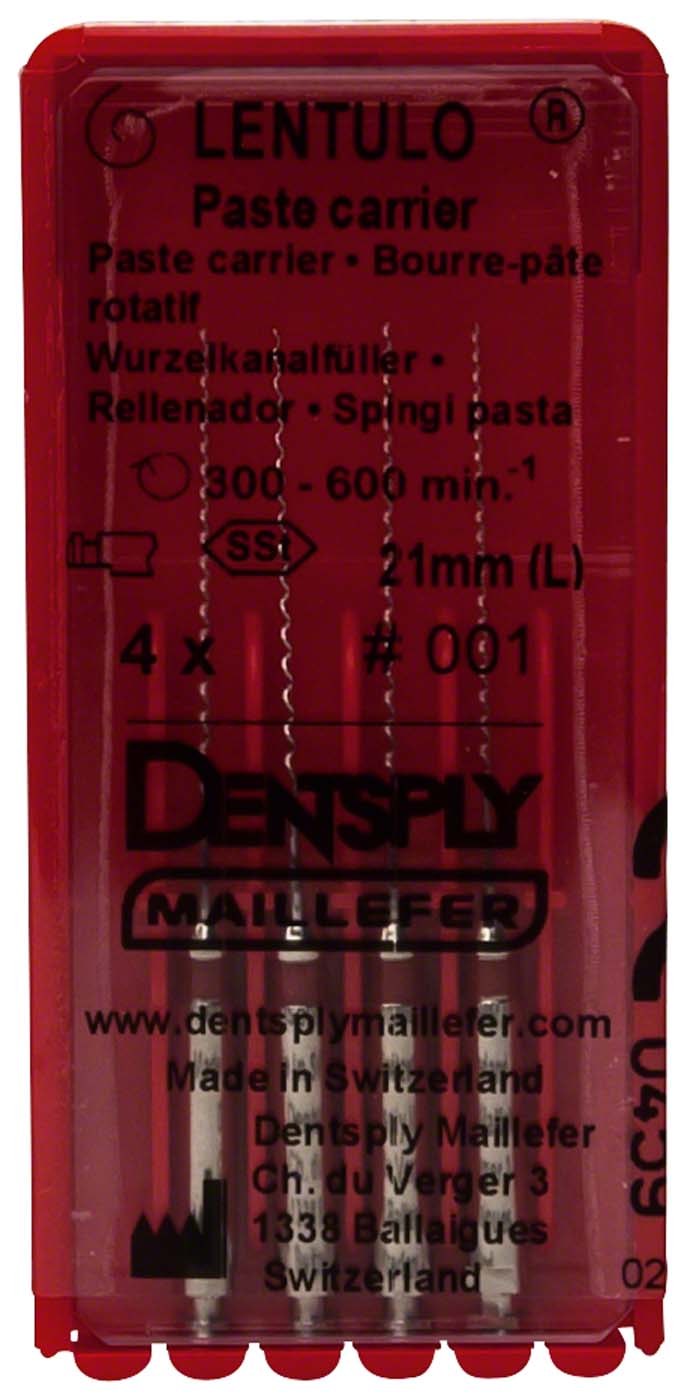 LENTULO ®
Paste carrier
Paste carrier • Bourre-pâte
rotatif
Wurzelkanalfüller •
Rellenador • Spingi pasta
300 - 600 min.⁻¹
SSt
21mm (L)
4 x # 001
DENTSPLY
MAILLEFER
www.dentsplymaillefer.com
Made in Switzerland
Dentsply Maillefer
Ch. du Verger 3
1338 Ballaigues
Switzerland
02